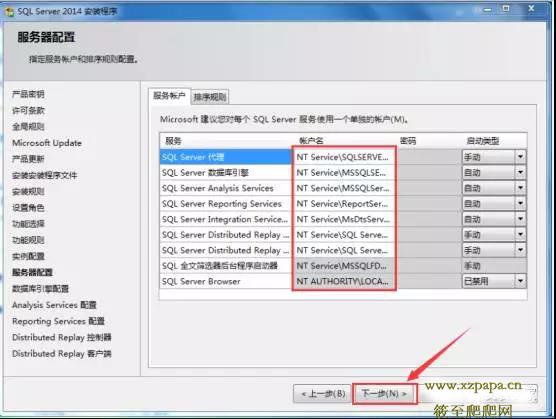 SQL Server 2014 安装程序
服务器配置
指定服务帐户和排序规则配置。
产品密钥
许可条款
全局规则
Microsoft Update
产品更新
安装安装程序文件
安装规则
设置角色
功能选择
功能规则
实例配置
服务器配置
数据库引擎配置
Analysis Services 配置
Reporting Services 配置
Distributed Replay 控制器
Distributed Replay 客户端
服务帐户 排序规则
Microsoft 建议您对每个 SQL Server 服务使用一个单独的帐户(M)。
服务 帐户名 密码 启动类型
SQL Server 代理 NT Service\SQLSERVE... 手动
SQL Server 数据库引擎 NT Service\MSSQLSE... 自动
SQL Server Analysis Services NT Service\MSSQLSer... 自动
SQL Server Reporting Services NT Service\ReportSer... 自动
SQL Server Integration Service... NT Service\MsDtsServ... 自动
SQL Server Distributed Replay ... NT Service\SQL Serve... 手动
SQL Server Distributed Replay ... NT Service\SQL Serve... 手动
SQL 全文筛选器后台程序启动器 NT Service\MSSQLFD... 手动
SQL Server Browser NT AUTHORITY\LOCA... 已禁用
< 上一步(B) 下一步(N) >
www.xzpapa.cn
筱至爬爬网